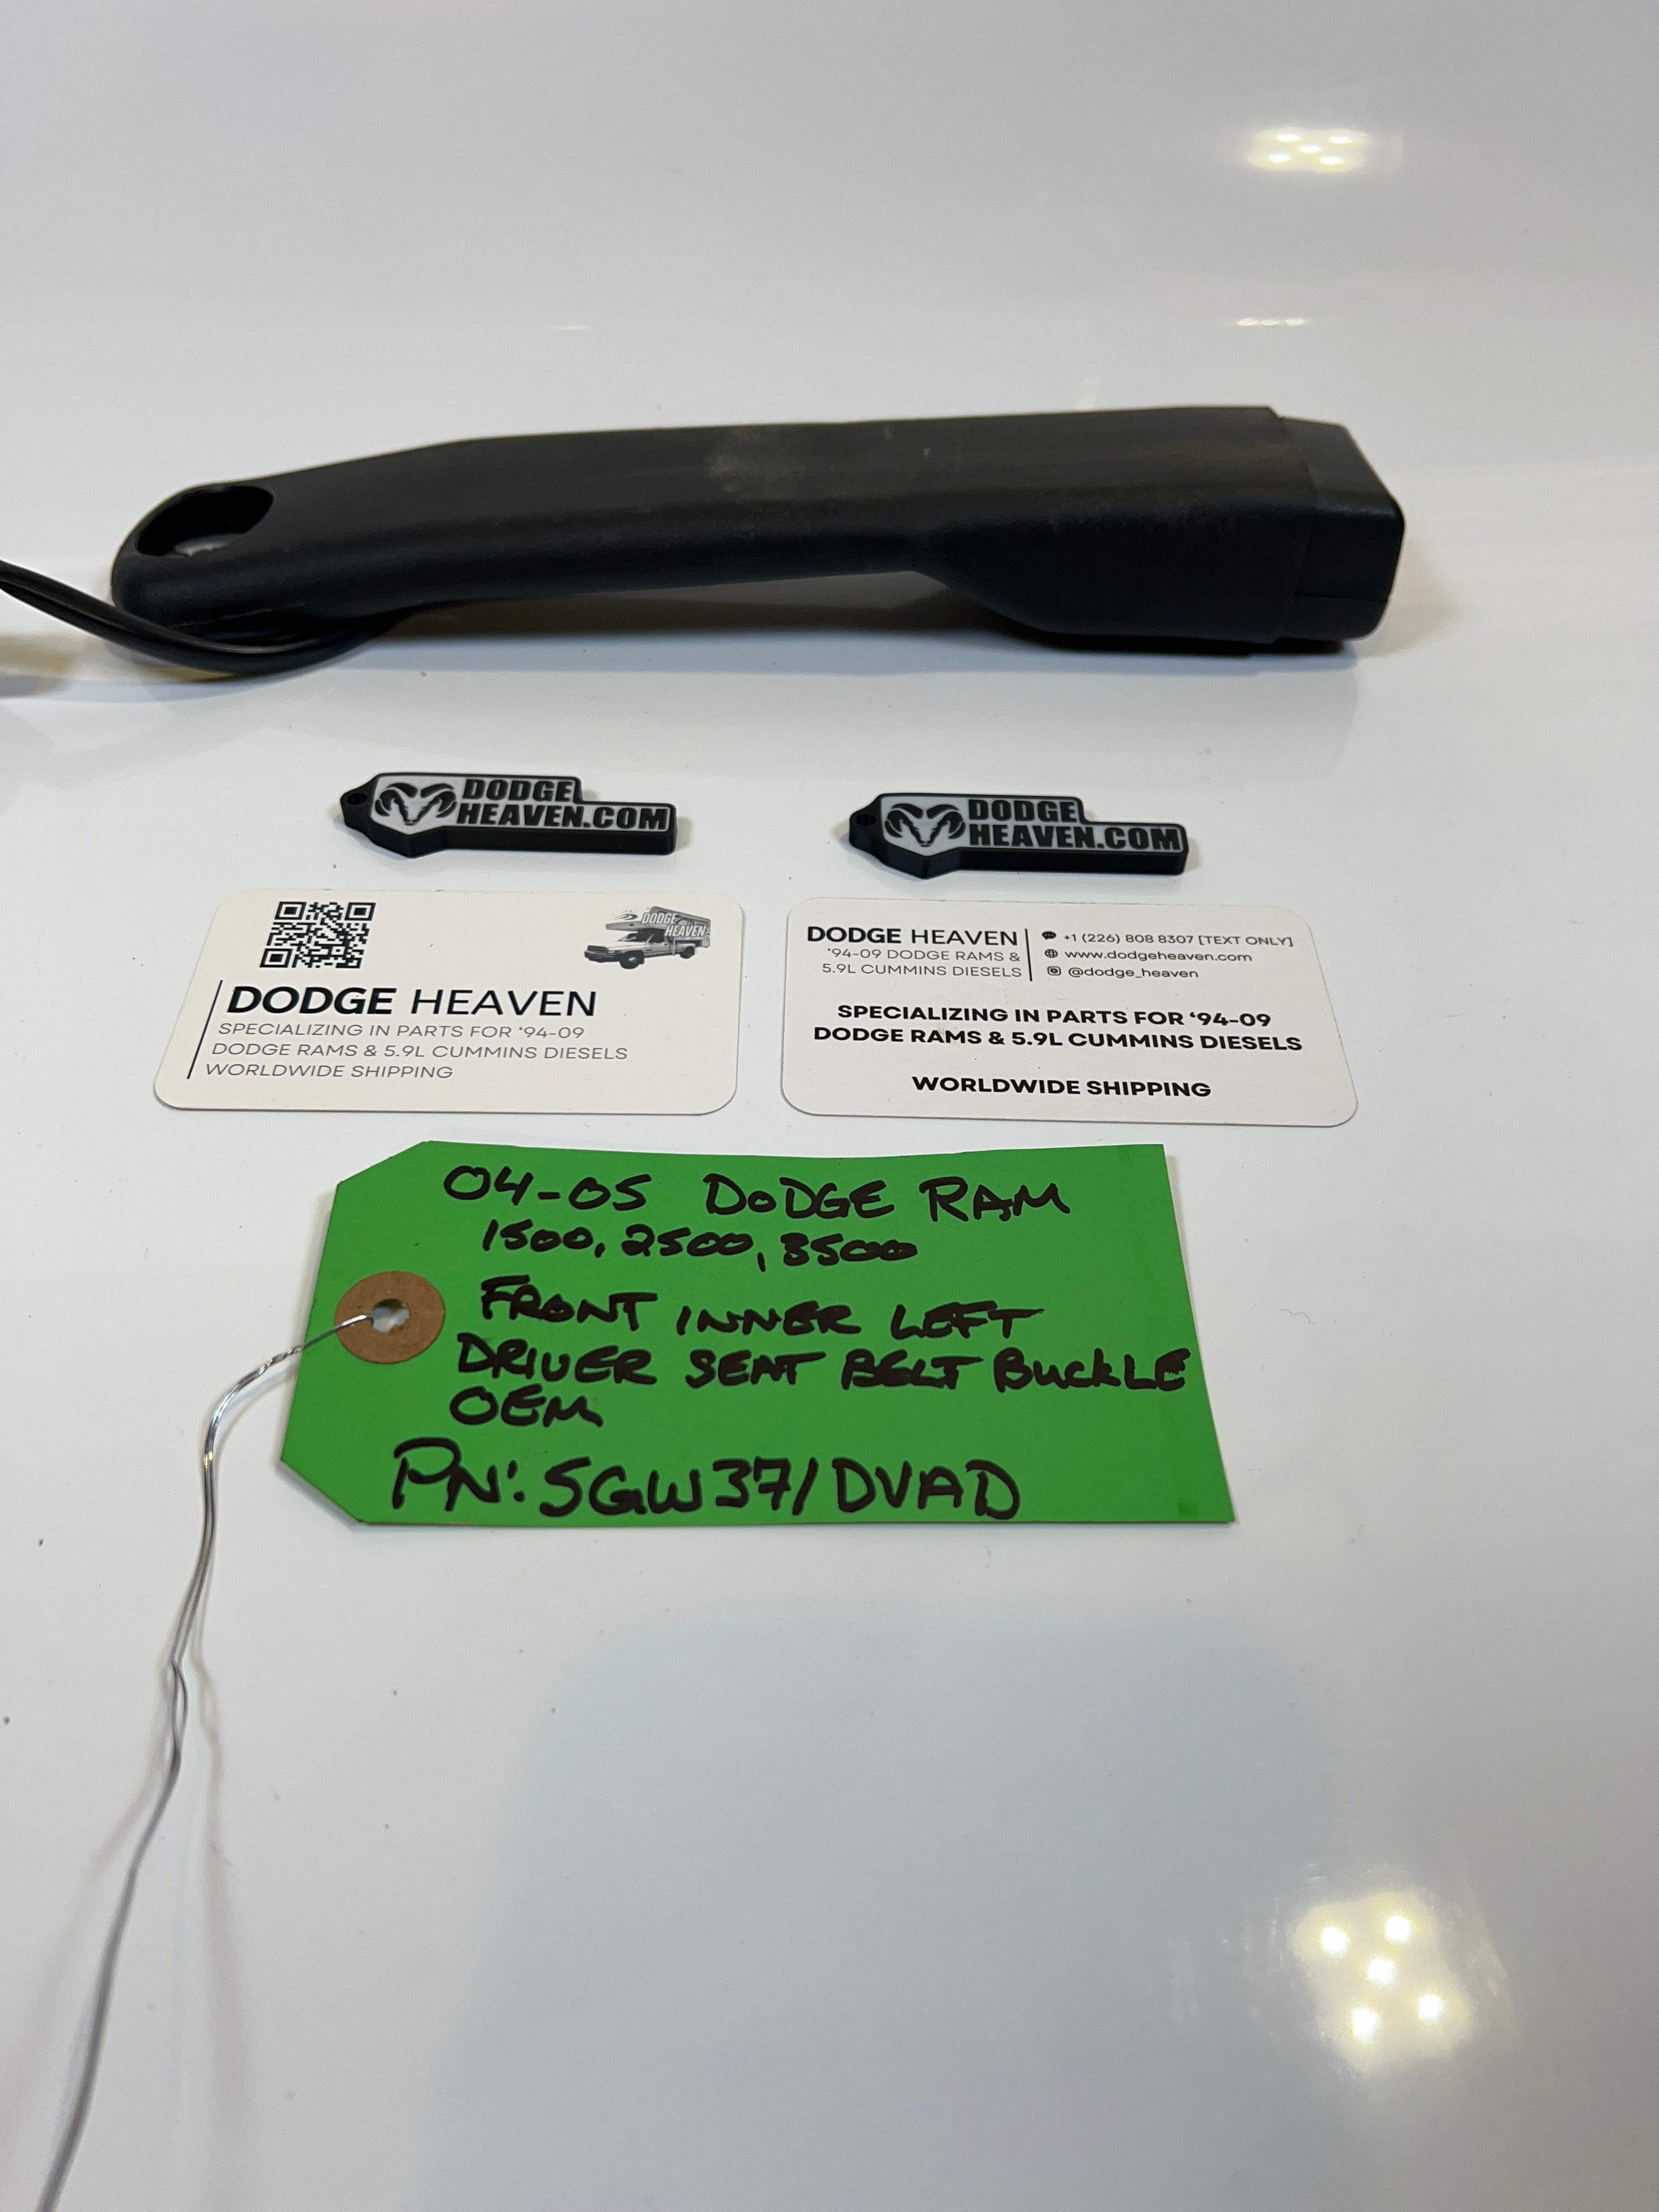 DODGE
HEAVEN.COM
DODGE
HEAVEN.COM
DODGE
HEAVEN
DODGE HEAVEN
SPECIALIZING IN PARTS FOR '94-09
DODGE RAMS & 5.9L CUMMINS DIESELS
WORLDWIDE SHIPPING
DODGE HEAVEN
'94-09 DODGE RAMS &
5.9L CUMMINS DIESELS
+1 (226) 808 8307 [TEXT ONLY]
www.dodgeheaven.com
@dodge_heaven
SPECIALIZING IN PARTS FOR '94-09
DODGE RAMS & 5.9L CUMMINS DIESELS
WORLDWIDE SHIPPING
04-05 DODGE RAM
1500, 2500, 3500
FRONT INNER LEFT
DRIVER SEAT BELT BUCKLE
OEM
PN: SGW371DVAD